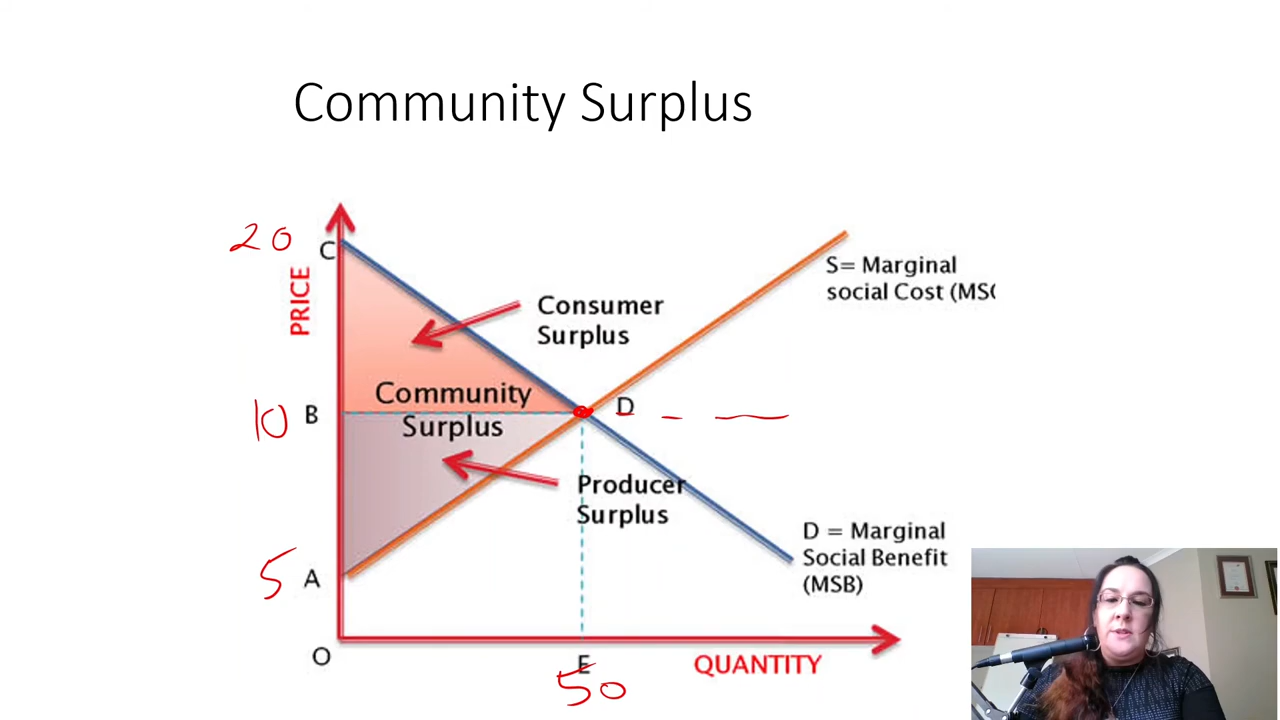 Community Surplus
20
C
PRICE
S= Marginal
social Cost (MSC
Consumer
Surplus
Community
Surplus
10
B
D
Producer
Surplus
D = Marginal
Social Benefit
(MSB)
5
A
O
E
QUANTITY
50